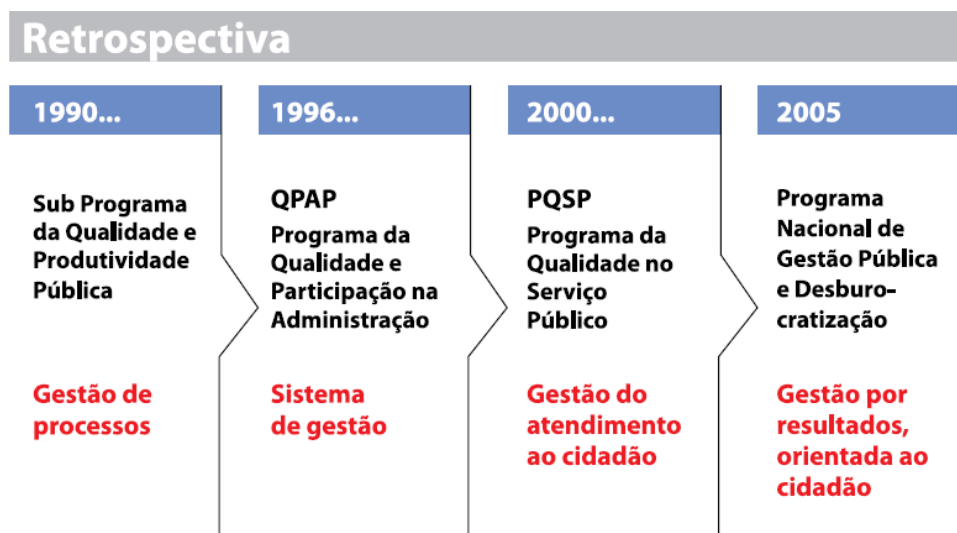 Retrospectiva
1990...
Sub Programa
da Qualidade e
Produtividade
Pública
Gestão de
processos
1996...
QPAP
Programa da
Qualidade e
Participação na
Administração
Sistema
de gestão
2000...
PQSP
Programa da
Qualidade no
Serviço
Público
Gestão do
atendimento
ao cidadão
2005
Programa
Nacional de
Gestão Pública
e Desburo-
cratização
Gestão por
resultados,
orientada ao
cidadão